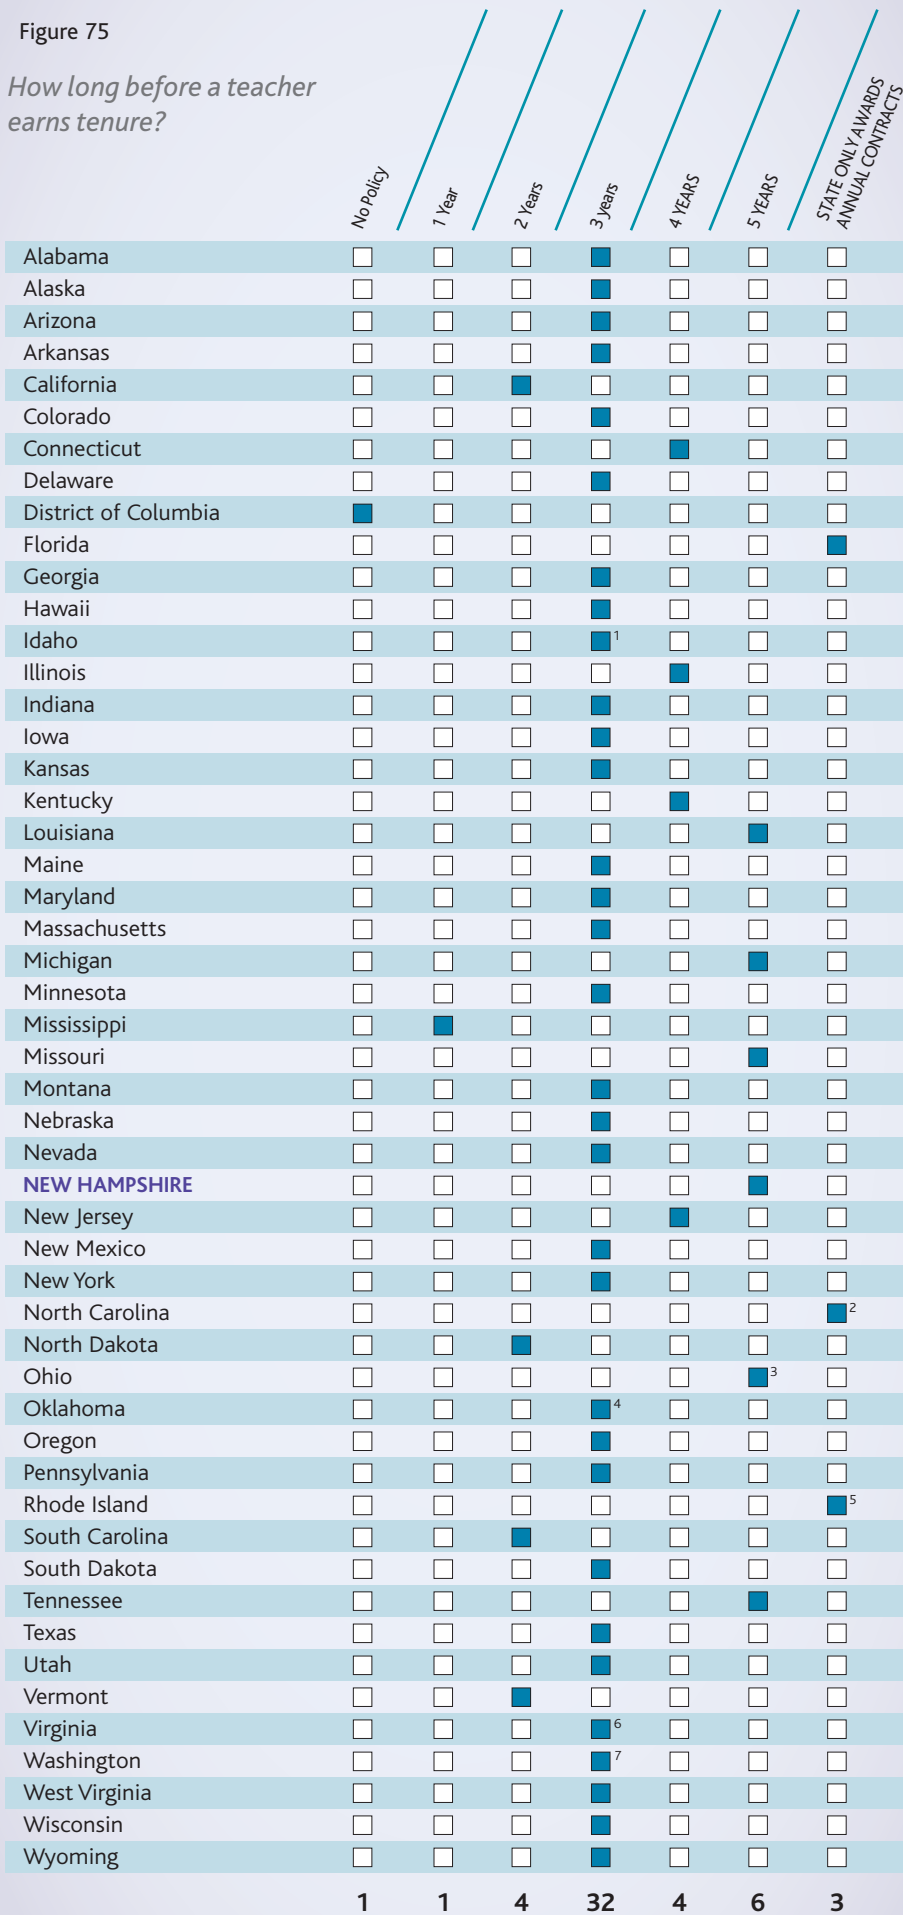 Figure 75
How long before a teacher
earns tenure?
No Policy
1 Year
2 Years
3 years
4 YEARS
5 YEARS
STATE ONLY AWARDS
ANNUAL CONTRACTS
Alabama
Alaska
Arizona
Arkansas
California
Colorado
Connecticut
Delaware
District of Columbia
Florida
Georgia
Hawaii
Idaho 1
Illinois
Indiana
Iowa
Kansas
Kentucky
Louisiana
Maine
Maryland
Massachusetts
Michigan
Minnesota
Mississippi
Missouri
Montana
Nebraska
Nevada
NEW HAMPSHIRE
New Jersey
New Mexico
New York
North Carolina 2
North Dakota
Ohio 3
Oklahoma 4
Oregon
Pennsylvania
Rhode Island 5
South Carolina
South Dakota
Tennessee
Texas
Utah
Vermont
Virginia 6
Washington 7
West Virginia
Wisconsin
Wyoming
1 1 4 32 4 6 3